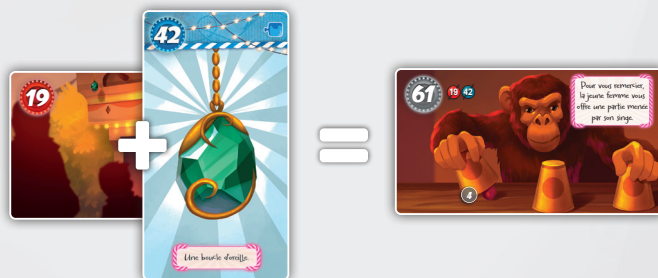 19
42
Une boucle d'oreille.
61 19 42
Pour vous remercier,
la jeune femme vous
offre une partie menée
par son singe.
4